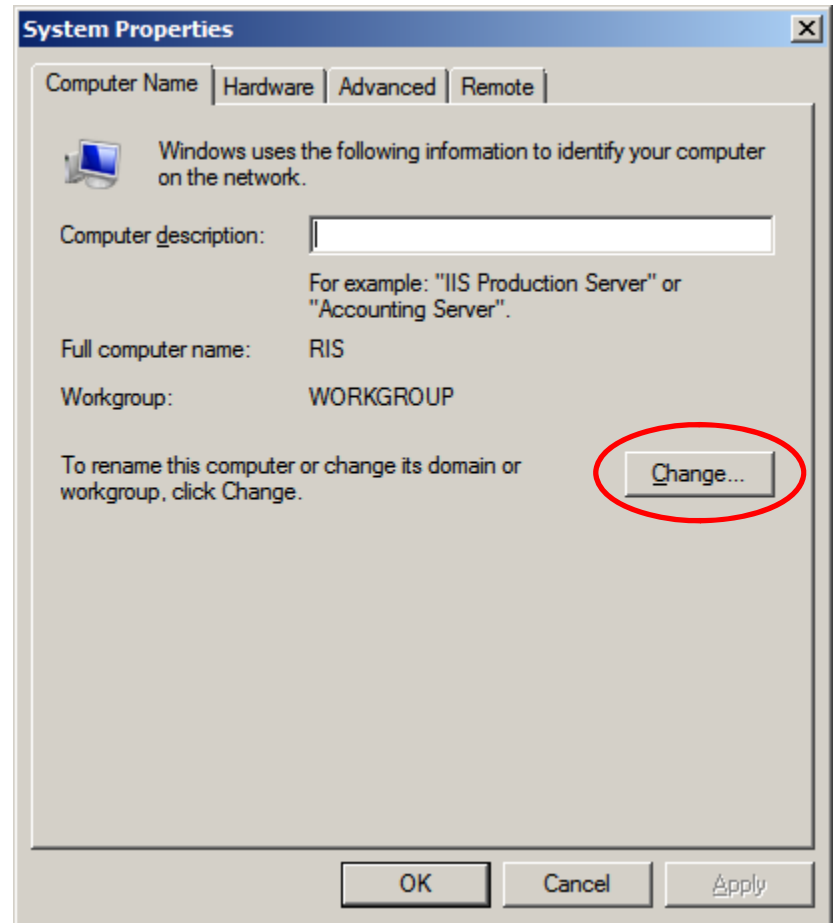 System Properties
Computer Name Hardware Advanced Remote
Windows uses the following information to identify your computer
on the network.
Computer description:
For example: "IIS Production Server" or
"Accounting Server".
Full computer name: RIS
Workgroup: WORKGROUP
To rename this computer or change its domain or
workgroup, click Change.
Change...
OK Cancel Apply